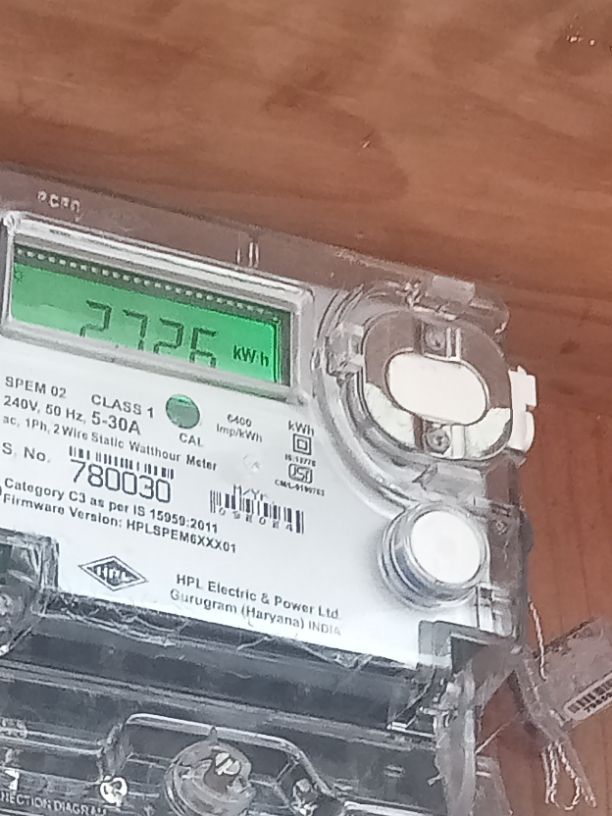 2726 kWh
SPEM 02 CLASS 1
240V, 50 Hz, 5-30A
ac, 1Ph, 2 Wire Static Watthour Meter
CAL
6400
imp/kWh
kWh
S. No. 780030
M/Yr.
092024
Category C3 as per IS 15959:2011
Firmware Version: HPLSPEM6XXX01
HPL
HPL Electric & Power Ltd.
Gurugram (Haryana) INDIA